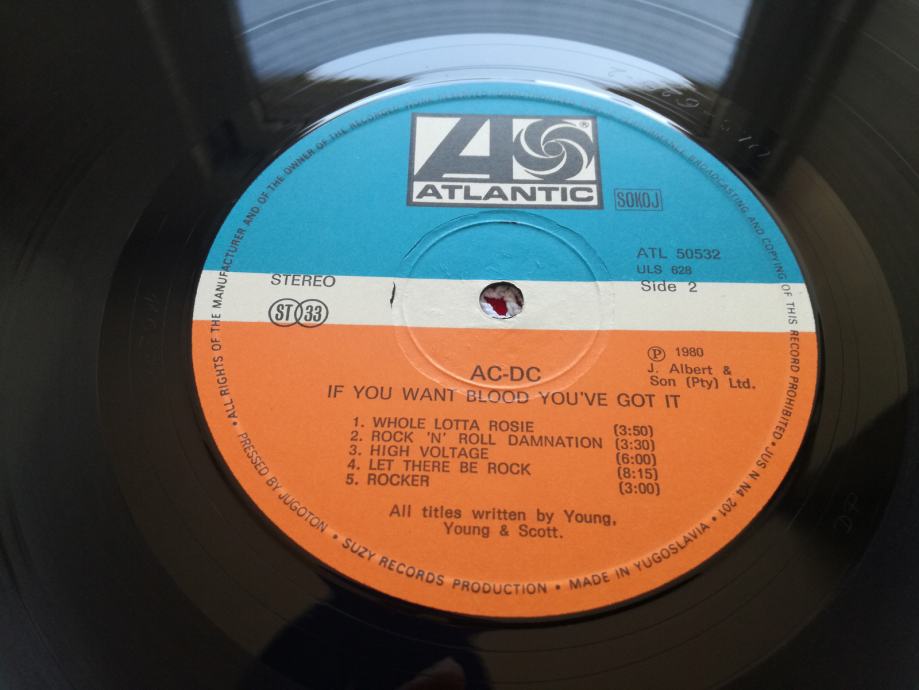 ATLANTIC
®
SOKOJ
ATL 50532
ULS 628
STEREO
Side 2
ST 33
AC-DC
IF YOU WANT BLOOD YOU'VE GOT IT
Ⓟ 1980
J. Albert &
Son (Pty) Ltd.
1. WHOLE LOTTA ROSIE (3:50)
2. ROCK 'N' ROLL DAMNATION (3:30)
3. HIGH VOLTAGE (6:00)
4. LET THERE BE ROCK (8:15)
5. ROCKER (3:00)
All titles written by Young,
Young & Scott.
• ALL RIGHTS OF THE MANUFACTURER AND OF THE OWNER OF THE BROADCASTING AND COPYING OF THIS RECORD PROHIBITED • JUS N N4 201 •
PRESSED BY JUGOTON • SUZY RECORDS PRODUCTION • MADE IN YUGOSLAVIA